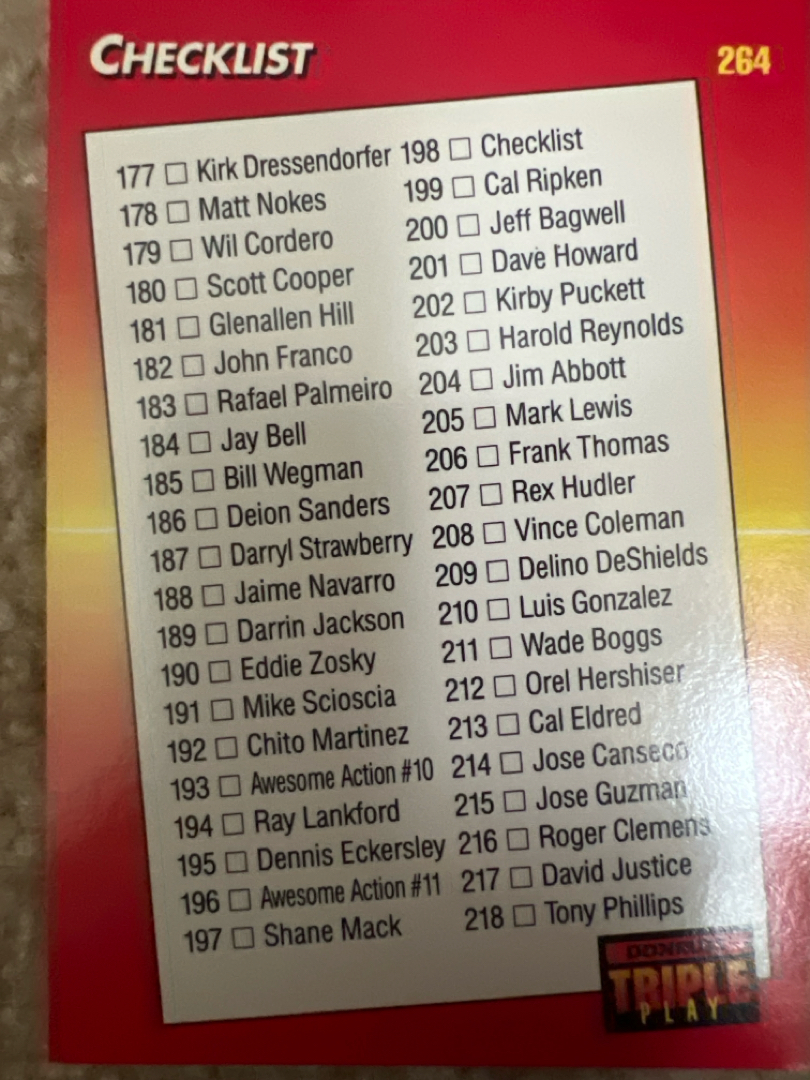 CHECKLIST
264
177 Kirk Dressendorfer
178 Matt Nokes
179 Wil Cordero
180 Scott Cooper
181 Glenallen Hill
182 John Franco
183 Rafael Palmeiro
184 Jay Bell
185 Bill Wegman
186 Deion Sanders
187 Darryl Strawberry
188 Jaime Navarro
189 Darrin Jackson
190 Eddie Zosky
191 Mike Scioscia
192 Chito Martinez
193 Awesome Action #10
194 Ray Lankford
195 Dennis Eckersley
196 Awesome Action #11
197 Shane Mack
198 Checklist
199 Cal Ripken
200 Jeff Bagwell
201 Dave Howard
202 Kirby Puckett
203 Harold Reynolds
204 Jim Abbott
205 Mark Lewis
206 Frank Thomas
207 Rex Hudler
208 Vince Coleman
209 Delino DeShields
210 Luis Gonzalez
211 Wade Boggs
212 Orel Hershiser
213 Cal Eldred
214 Jose Canseco
215 Jose Guzman
216 Roger Clemens
217 David Justice
218 Tony Phillips
DONRUSS
TRIPLE
PLAY